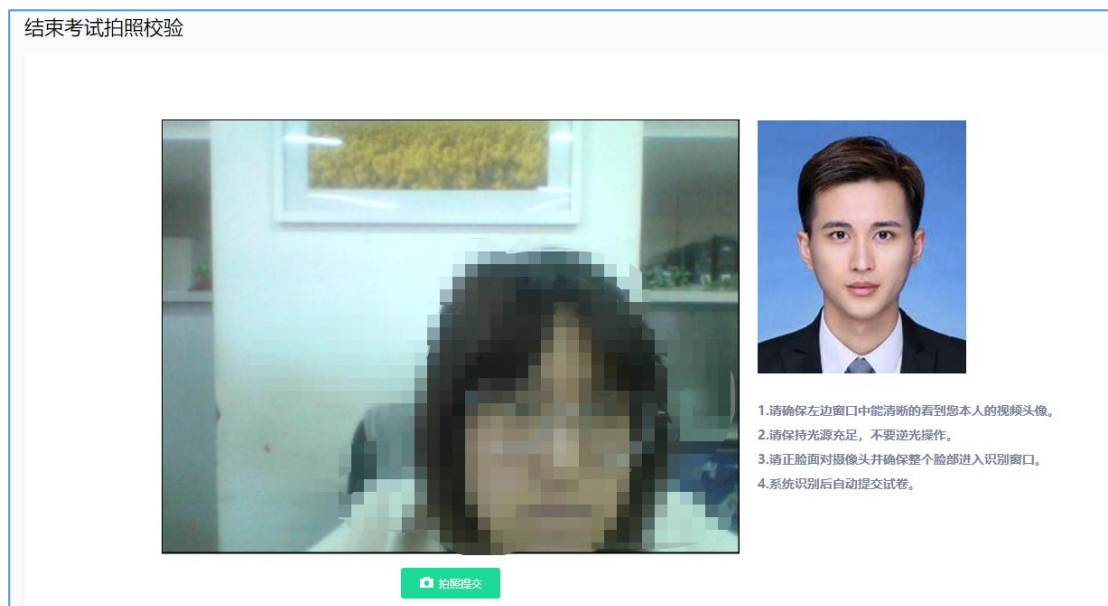 结束考试拍照校验
1.请确保左边窗口中能清晰的看到您本人的视频头像。
2.请保持光源充足，不要逆光操作。
3.请正脸面对摄像头并确保整个脸部进入识别窗口。
4.系统识别后自动提交试卷。
拍照提交